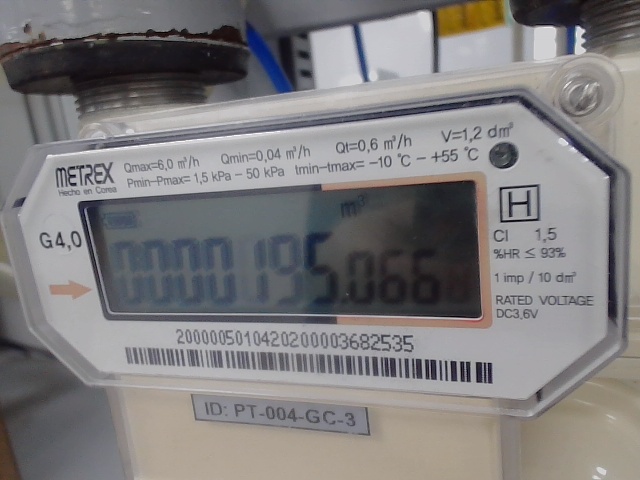 METREX
Hecho en Corea
Qmax=6,0 m³/h Qmin=0,04 m³/h Qt=0,6 m³/h V=1,2 dm³
Pmin-Pmax= 1,5 kPa - 50 kPa tmin-tmax= -10 °C - +55 °C
G4,0
m³
0000195.066
H
Cl 1,5
%HR ≤ 93%
1 imp / 10 dm³
RATED VOLTAGE
DC3,6V
20000050104202000003682535
ID: PT-004-GC-3